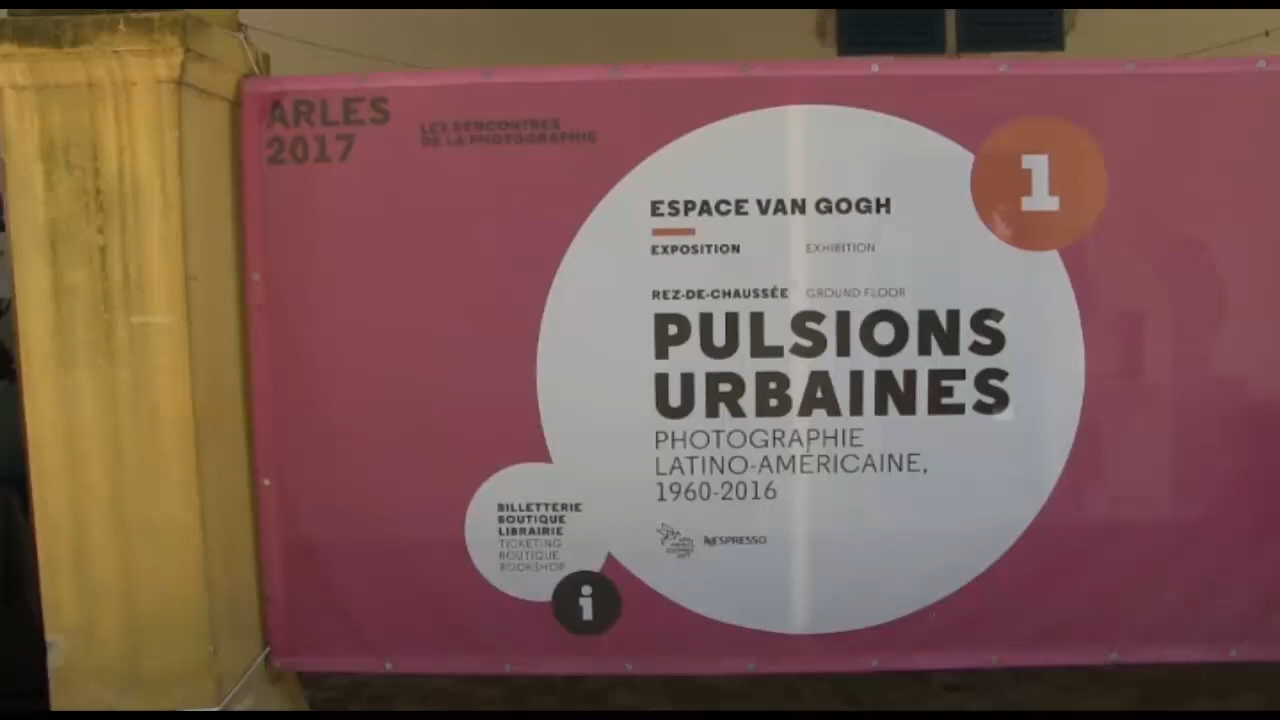 ARLES
2017
LES RENCONTRES
DE LA PHOTOGRAPHIE
1
ESPACE VAN GOGH
EXPOSITION EXHIBITION
REZ-DE-CHAUSSÉE GROUND FLOOR
PULSIONS
URBAINES
PHOTOGRAPHIE
LATINO-AMÉRICAINE,
1960-2016
NESPRESSO
BILLETTERIE
BOUTIQUE
LIBRAIRIE
TICKETING
BOUTIQUE
BOOKSHOP
i